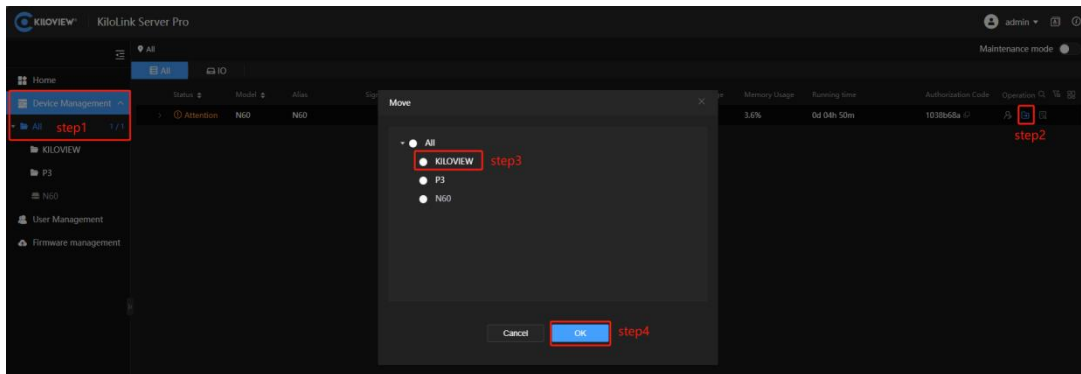 KILOVIEW KiloLink Server Pro admin
All Maintenance mode
Home
All IO
Status Model Alias Memory Usage Running time Authorization Code Operation
Device Management
Move
Attention N60 N60 3.6% 0d 04h 50m 1038b68a
All step1 1 / 1
step2
All
KILOVIEW
KILOVIEW step3
P3
P3
N60
N60
User Management
Firmware management
Cancel OK step4